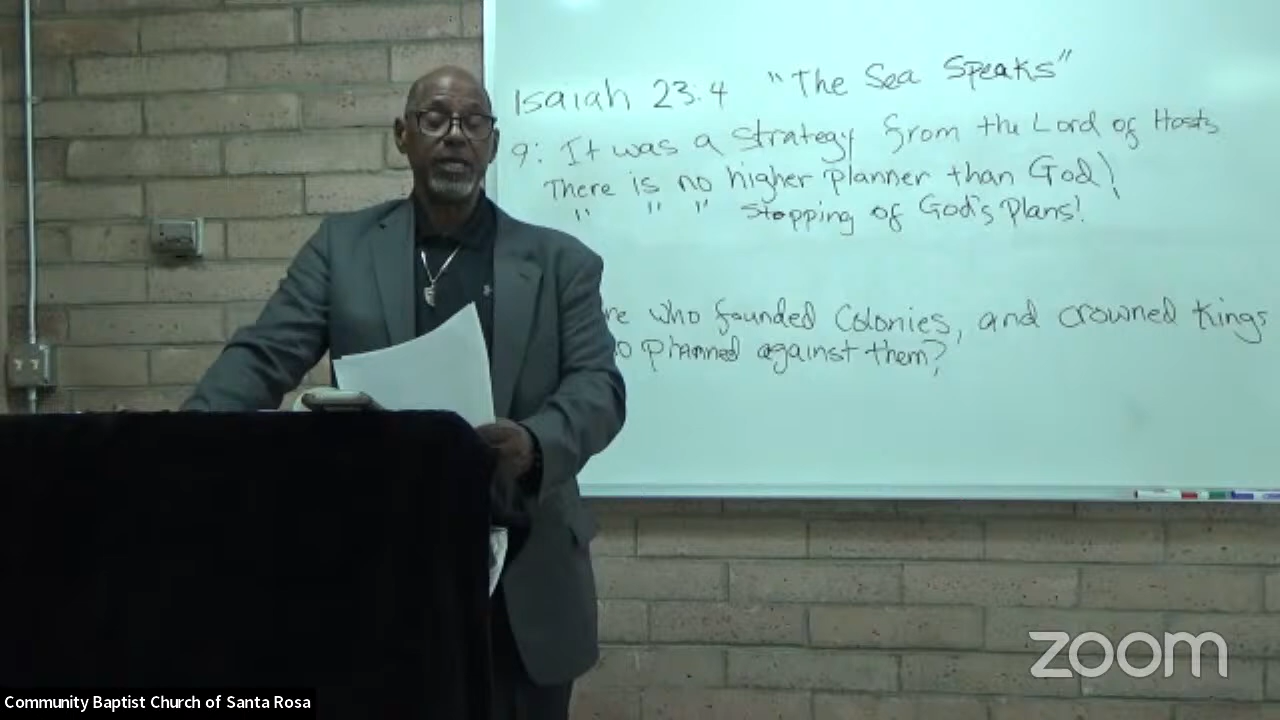 Isaiah 23.4 "The Sea Speaks"
9: It was a strategy from the Lord of Hosts
There is no higher planner than God!
" " " Stopping of God's Plans!
who founded Colonies, and crowned Kings
planned against them?
zoom
Community Baptist Church of Santa Rosa